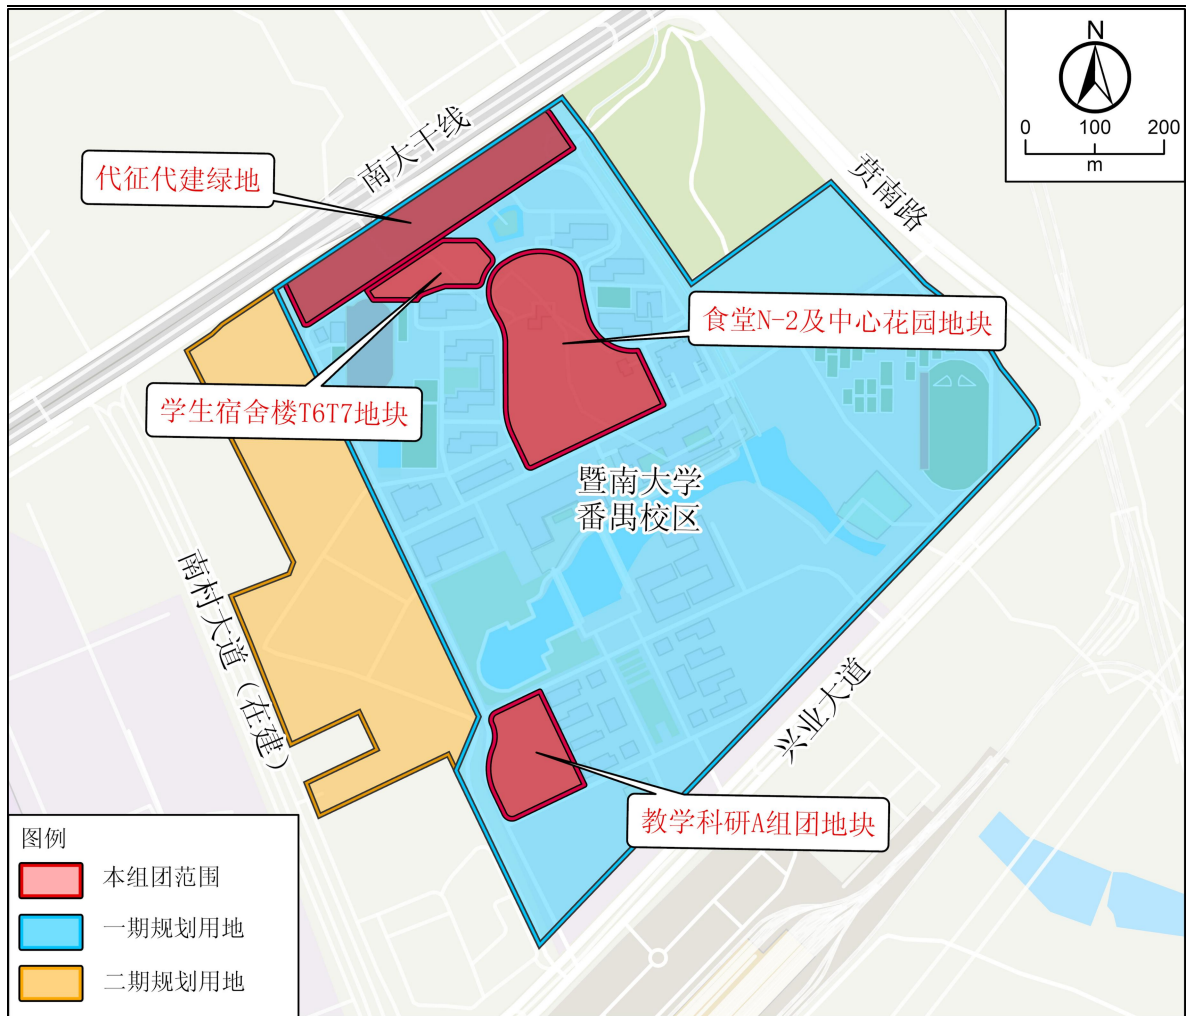 N
0 100 200
m
南大干线
代征代建绿地
贲南路
食堂N-2及中心花园地块
学生宿舍楼T6T7地块
暨南大学
番禺校区
南村大道（在建）
兴业大道
教学科研A组团地块
图例
本组团范围
一期规划用地
二期规划用地